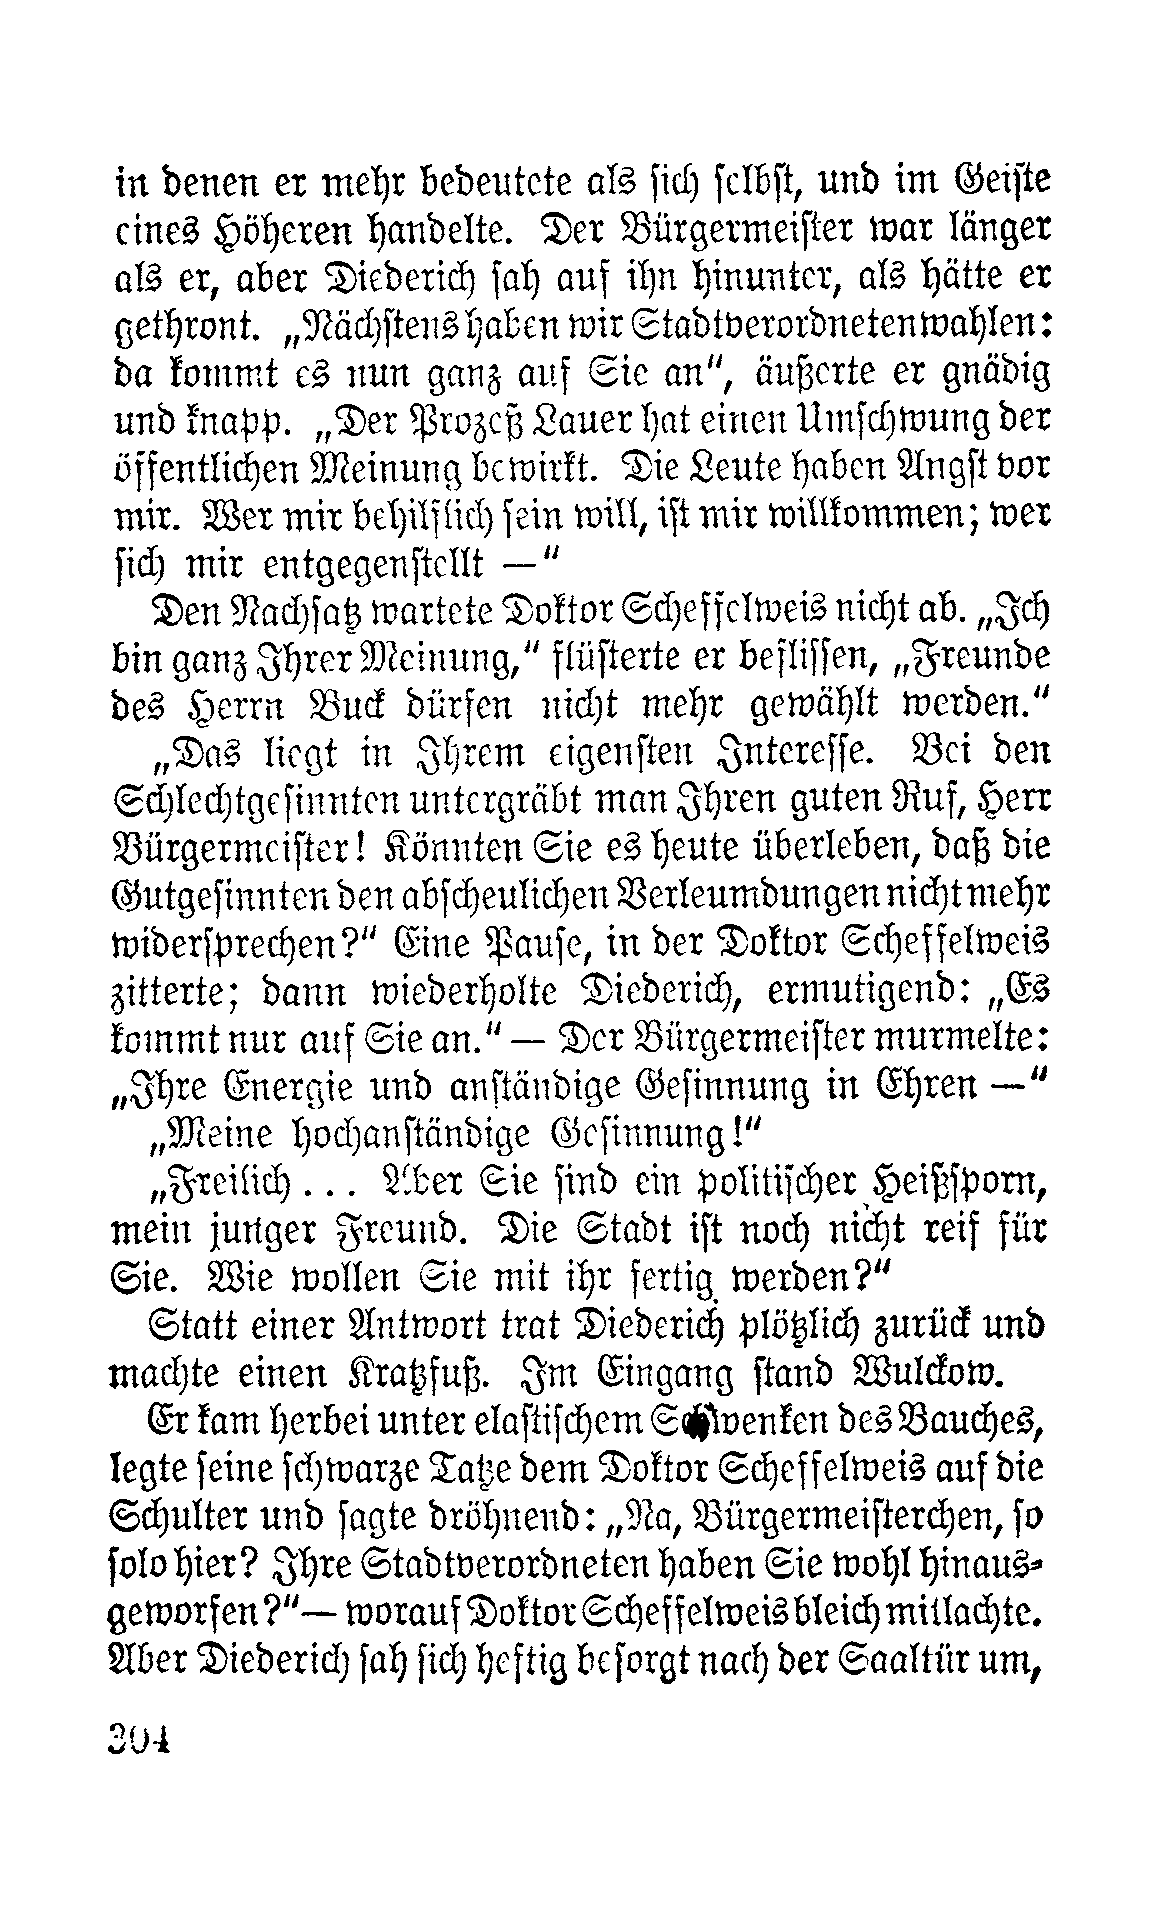 in denen er mehr bedeutete als sich selbst, und im Geiste
eines Höheren handelte. Der Bürgermeister war länger
als er, aber Diederich sah auf ihn hinunter, als hätte er
gethront. „Nächstens haben wir Stadtverordnetenwahlen:
da kommt es nun ganz auf Sie an“, äußerte er gnädig
und knapp. „Der Prozeß Lauer hat einen Umschwung der
öffentlichen Meinung bewirkt. Die Leute haben Angst vor
mir. Wer mir behilflich sein will, ist mir willkommen; wer
sich mir entgegenstellt —“
Den Nachsatz wartete Doktor Scheffelweis nicht ab. „Ich
bin ganz Ihrer Meinung,“ flüsterte er beflissen, „Freunde
des Herrn Buck dürfen nicht mehr gewählt werden.“
„Das liegt in Ihrem eigensten Interesse. Bei den
Schlechtgesinnten untergräbt man Ihren guten Ruf, Herr
Bürgermeister! Könnten Sie es heute überleben, daß die
Gutgesinnten den abscheulichen Verleumdungen nicht mehr
widersprechen?“ Eine Pause, in der Doktor Scheffelweis
zitterte; dann wiederholte Diederich, ermutigend: „Es
kommt nur auf Sie an.“ — Der Bürgermeister murmelte:
„Ihre Energie und anständige Gesinnung in Ehren —“
„Meine hochanständige Gesinnung!“
„Freilich ... Aber Sie sind ein politischer Heißsporn,
mein junger Freund. Die Stadt ist noch nicht reif für
Sie. Wie wollen Sie mit ihr fertig werden?“
Statt einer Antwort trat Diederich plötzlich zurück und
machte einen Kratzfuß. Im Eingang stand Wulckow.
Er kam herbei unter elastischem Schwenken des Bauches,
legte seine schwarze Tatze dem Doktor Scheffelweis auf die
Schulter und sagte dröhnend: „Na, Bürgermeisterchen, so
solo hier? Ihre Stadtverordneten haben Sie wohl hinaus-
geworfen?“ — worauf Doktor Scheffelweis bleich mitlachte.
Aber Diederich sah sich heftig besorgt nach der Saaltür um,
304